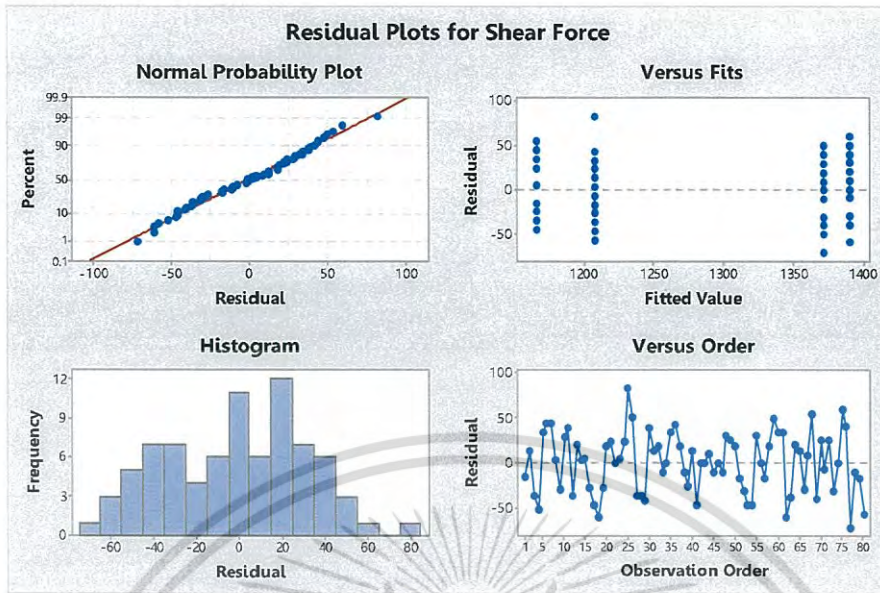 Residual Plots for Shear Force
Normal Probability Plot
99.9
99
90
50
10
1
0.1
Percent
-100 -50 0 50 100
Residual
Versus Fits
100
50
0
-50
Residual
1200 1250 1300 1350 1400
Fitted Value
Histogram
12
9
6
3
0
Frequency
-60 -40 -20 0 20 40 60 80
Residual
Versus Order
100
50
0
-50
Residual
1 5 10 15 20 25 30 35 40 45 50 55 60 65 70 75 80
Observation Order